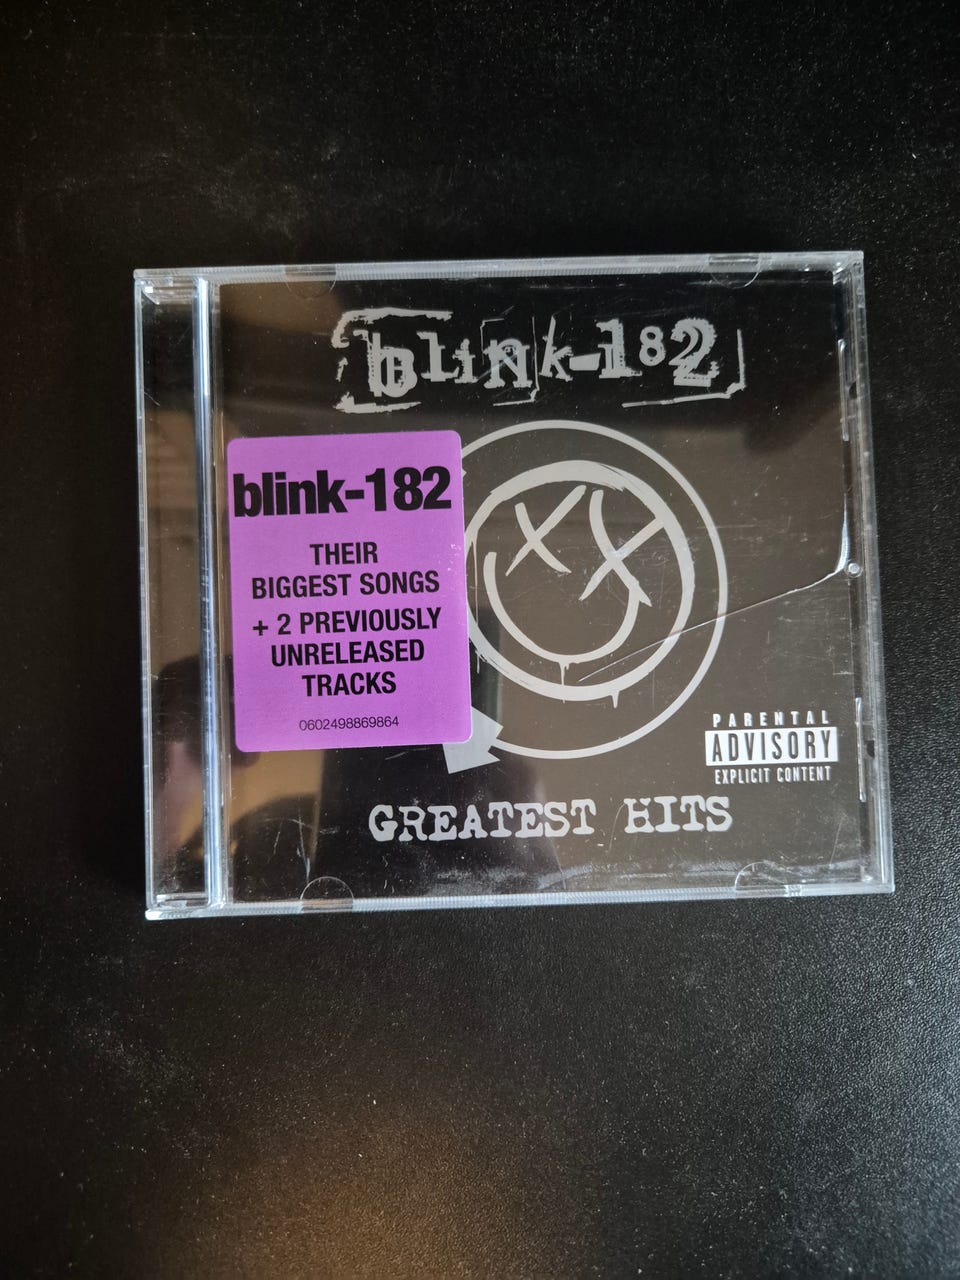 blink-182
blink-182
THEIR
BIGGEST SONGS
+ 2 PREVIOUSLY
UNRELEASED
TRACKS
0602498869864
PARENTAL
ADVISORY
EXPLICIT CONTENT
GREATEST HITS